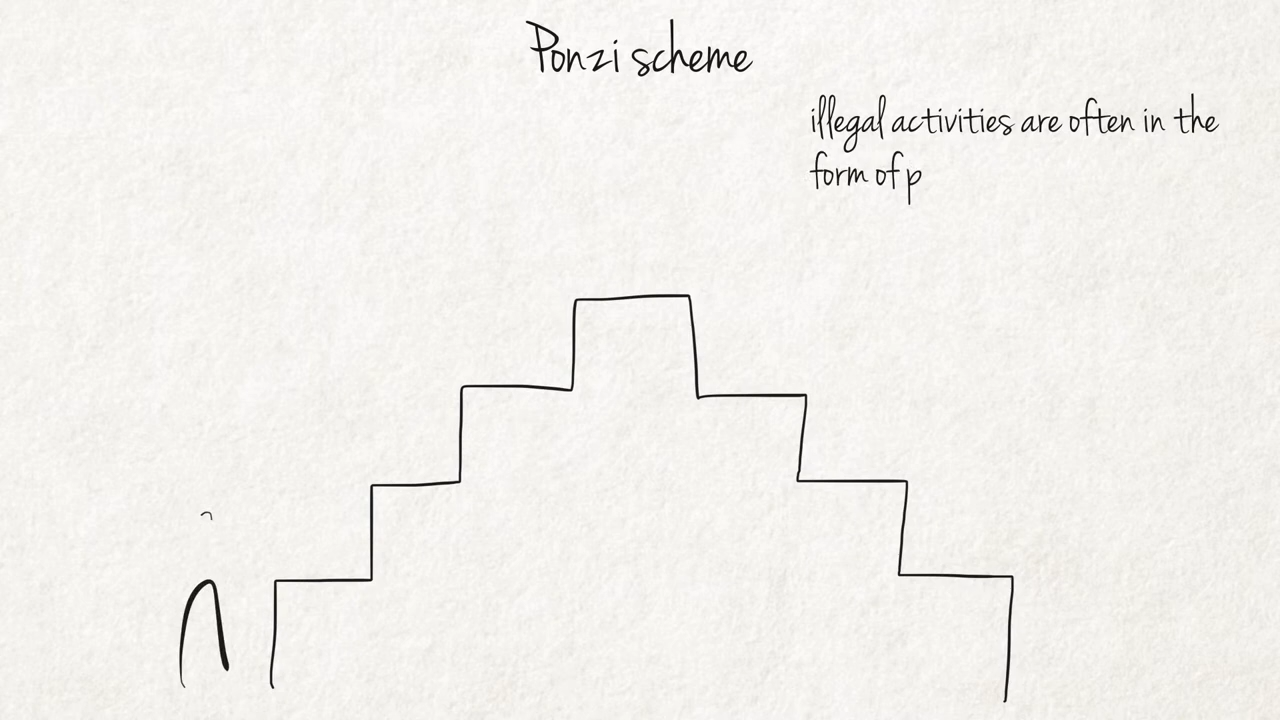 Ponzi scheme
illegal activities are often in the
form of p